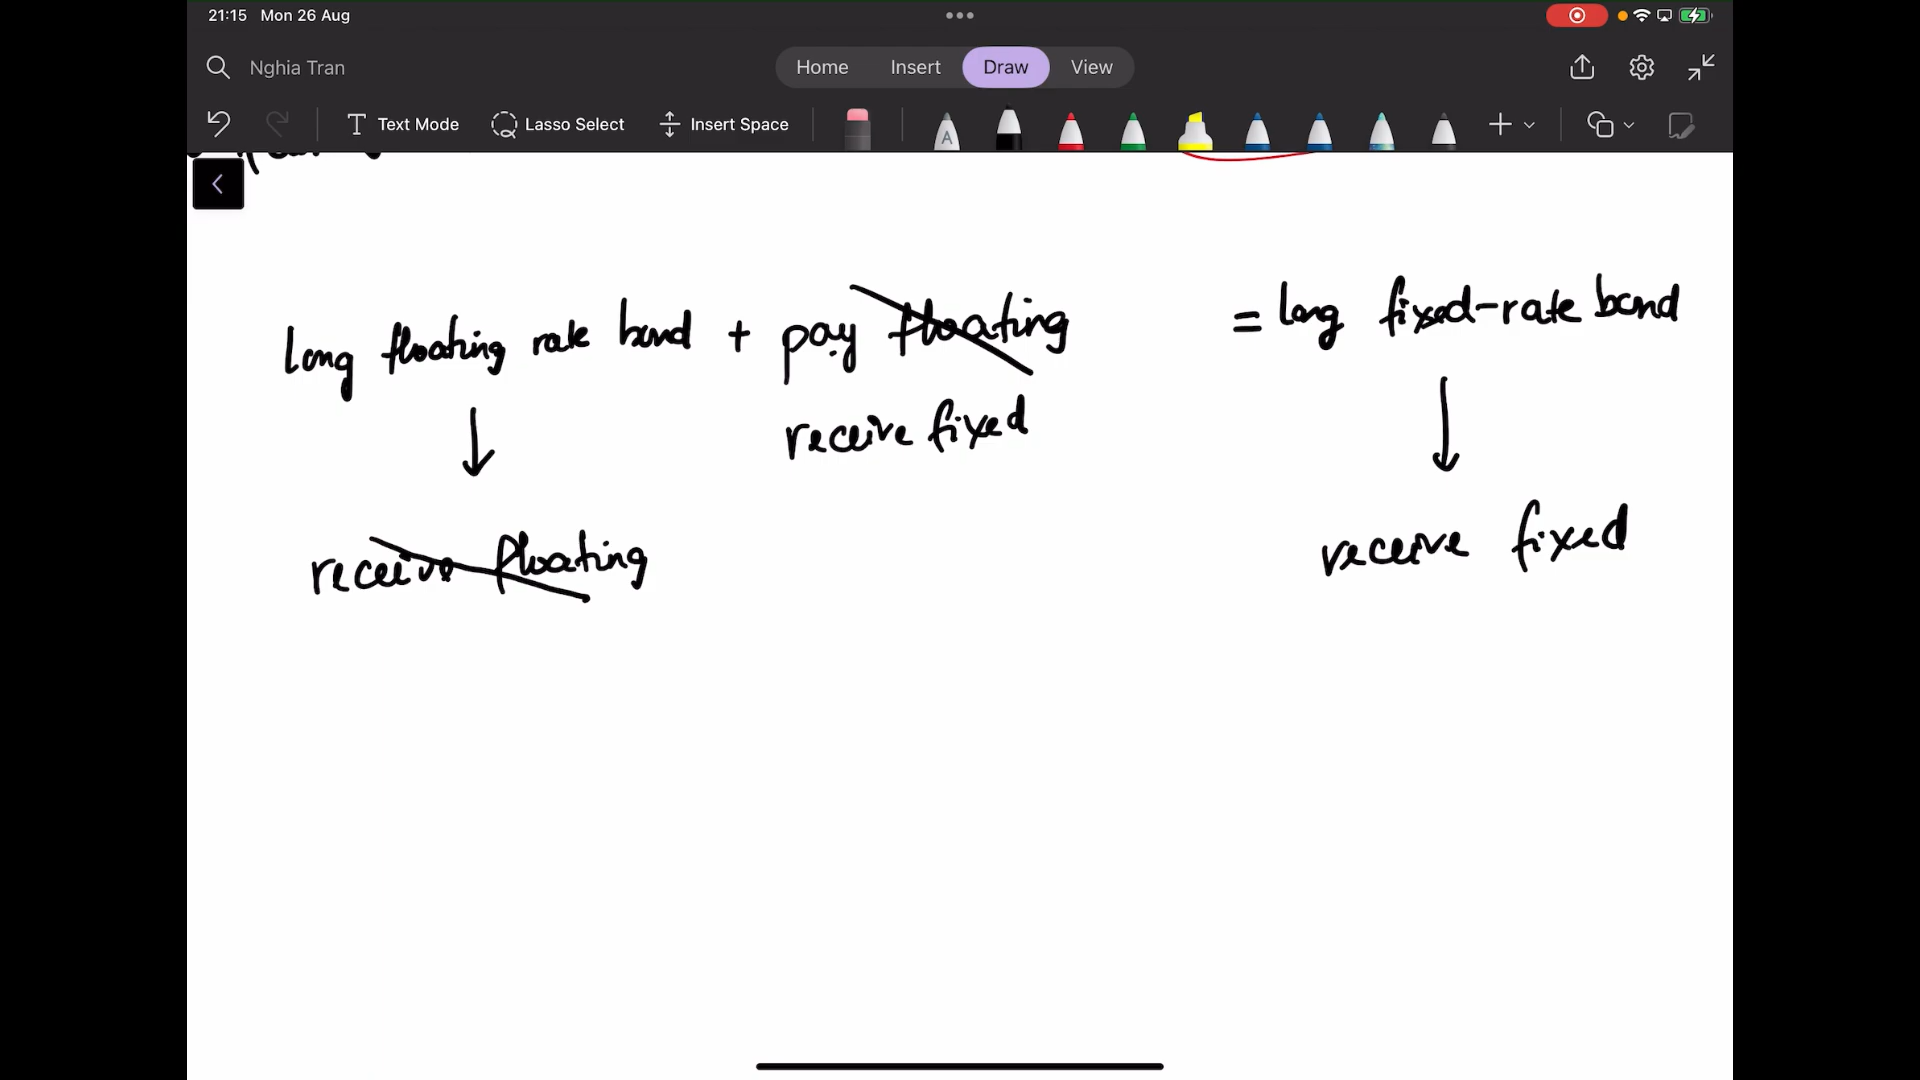 21:15 Mon 26 Aug
Nghia Tran
Home Insert Draw View
Text Mode Lasso Select Insert Space
A
long floating rate bond + pay floating = long fixed-rate bond
receive fixed
receive floating receive fixed